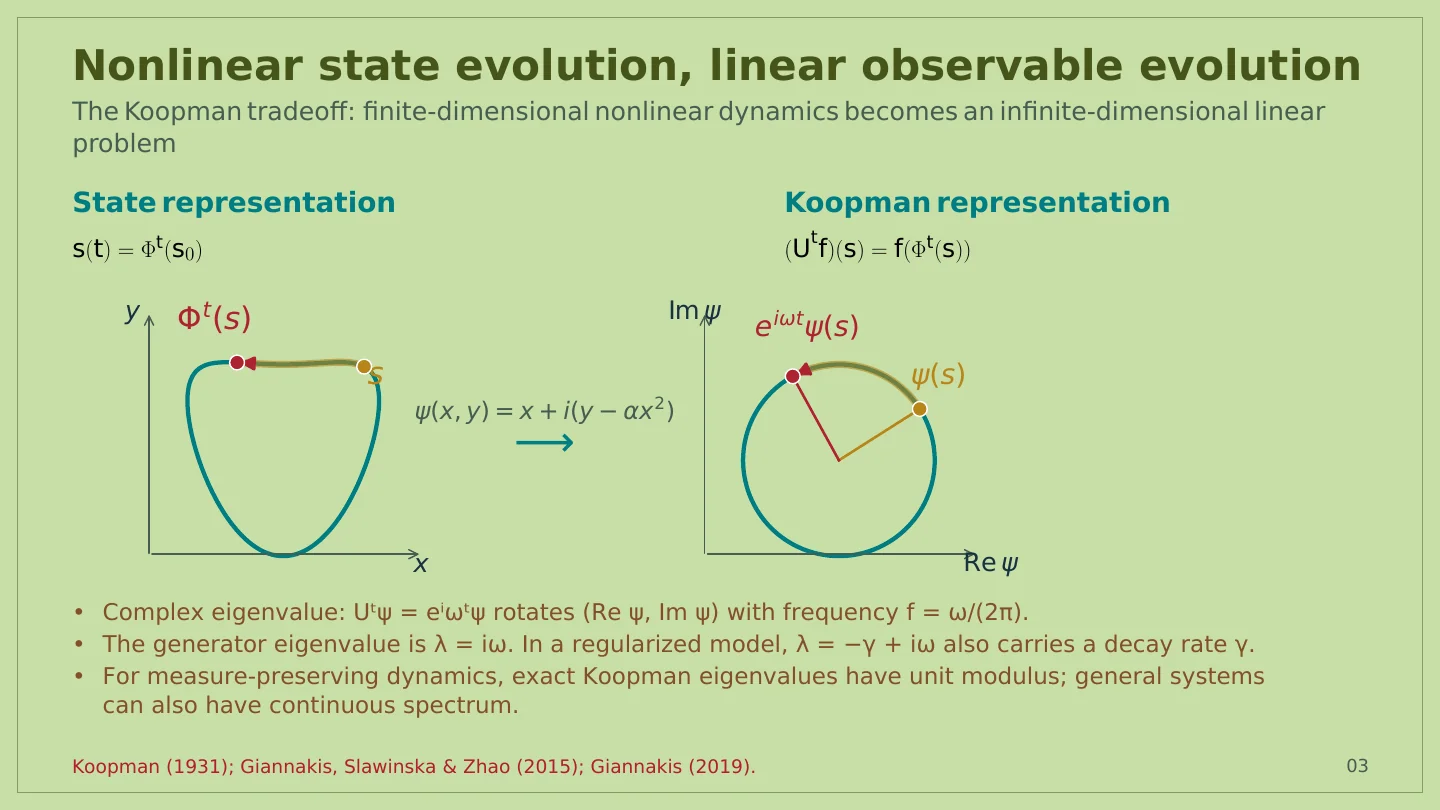 Nonlinear state evolution, linear observable evolution
The Koopman tradeoff: finite-dimensional nonlinear dynamics becomes an infinite-dimensional linear
problem
State representation
s(t) = Φᵗ(s₀)
Koopman representation
(Uᵗf)(s) = f(Φᵗ(s))
y
Φᵗ(s)
s
x
ψ(x, y) = x + i(y − αx²)
⟶
Im ψ
e^{iωt}ψ(s)
ψ(s)
Re ψ
• Complex eigenvalue: Uᵗψ = eⁱωᵗψ rotates (Re ψ, Im ψ) with frequency f = ω/(2π).
• The generator eigenvalue is λ = iω. In a regularized model, λ = −γ + iω also carries a decay rate γ.
• For measure-preserving dynamics, exact Koopman eigenvalues have unit modulus; general systems
can also have continuous spectrum.
Koopman (1931); Giannakis, Slawinska & Zhao (2015); Giannakis (2019).
03